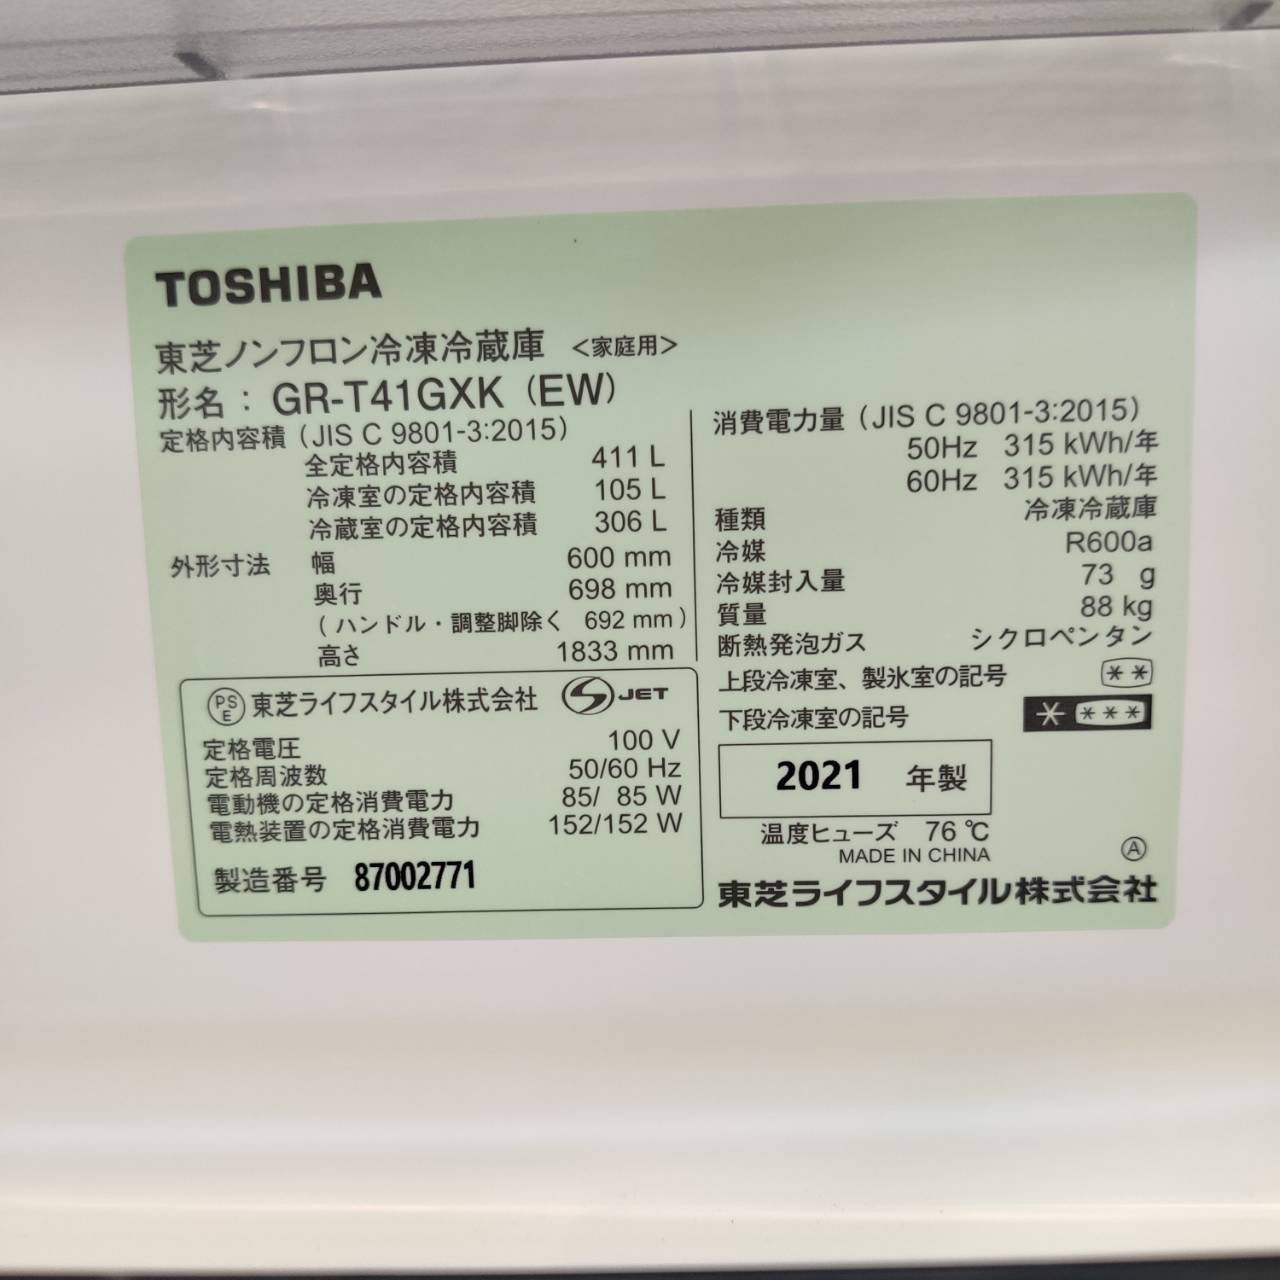 TOSHIBA
東芝ノンフロン冷凍冷蔵庫 <家庭用>
形名：GR-T41GXK (EW)
定格内容積 (JIS C 9801-3:2015)
全定格内容積 411 L
冷凍室の定格内容積 105 L
冷蔵室の定格内容積 306 L
外形寸法 幅 600 mm
奥行 698 mm
(ハンドル・調整脚除く 692 mm)
高さ 1833 mm
PSE 東芝ライフスタイル株式会社 S JET
定格電圧 100 V
定格周波数 50/60 Hz
電動機の定格消費電力 85/ 85 W
電熱装置の定格消費電力 152/152 W
製造番号 87002771
消費電力量 (JIS C 9801-3:2015)
50Hz 315 kWh/年
60Hz 315 kWh/年
種類 冷凍冷蔵庫
冷媒 R600a
冷媒封入量 73 g
質量 88 kg
断熱発泡ガス シクロペンタン
上段冷凍室、製氷室の記号 **
下段冷凍室の記号 * ***
2021 年製
温度ヒューズ 76 ℃
MADE IN CHINA
Ⓐ
東芝ライフスタイル株式会社